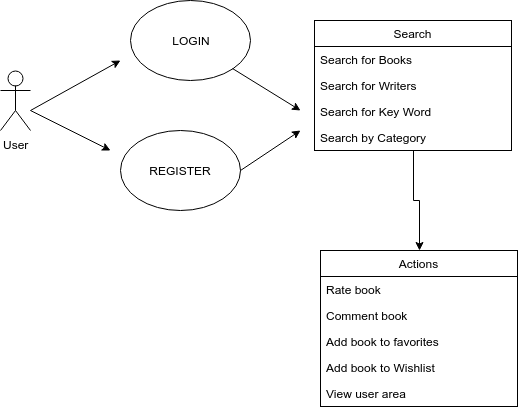 LOGIN
User
REGISTER
Search
Search for Books
Search for Writers
Search for Key Word
Search by Category
Actions
Rate book
Comment book
Add book to favorites
Add book to Wishlist
View user area